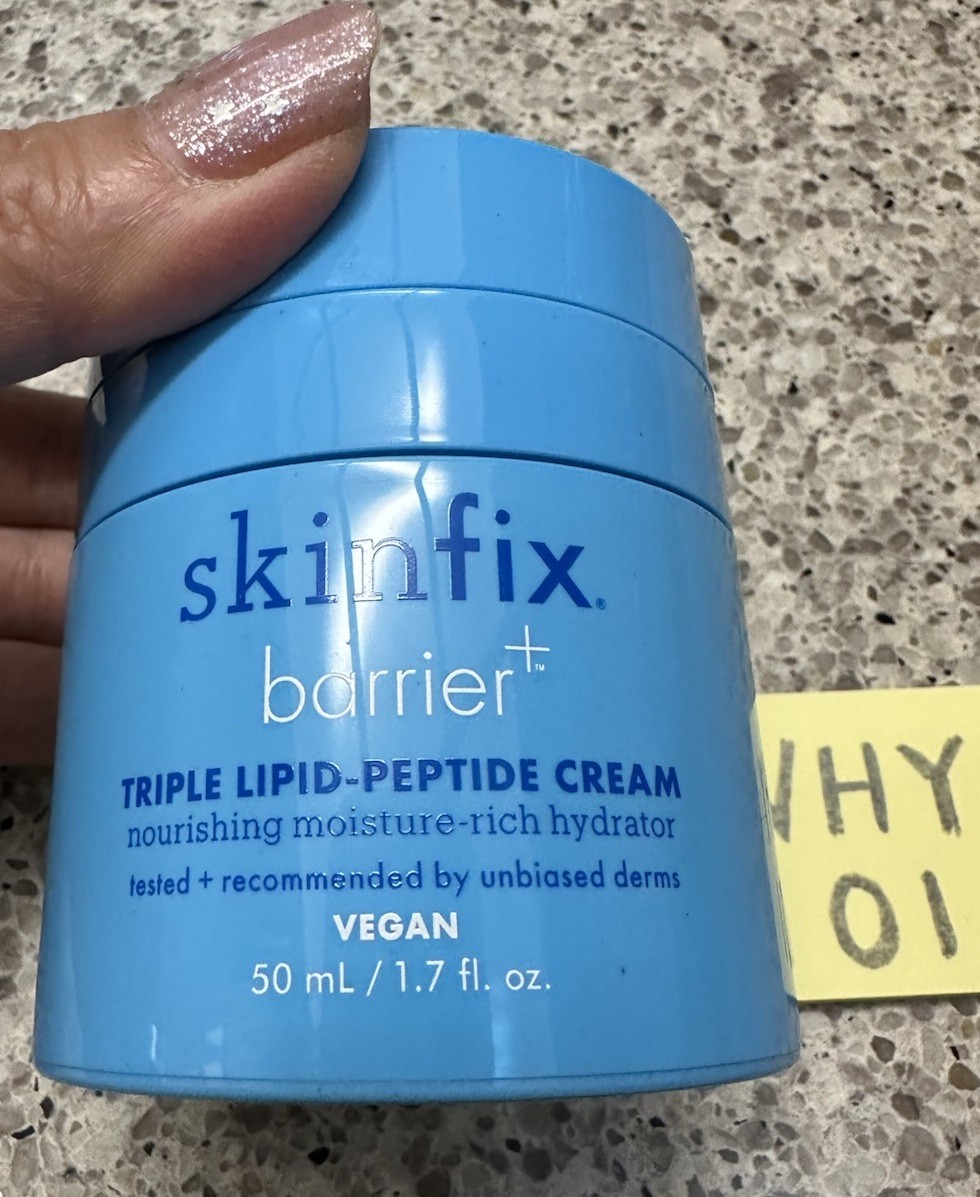 skinfix®
barrier+™
TRIPLE LIPID-PEPTIDE CREAM
nourishing moisture-rich hydrator
tested + recommended by unbiased derms
VEGAN
50 mL / 1.7 fl. oz.
WHY
01